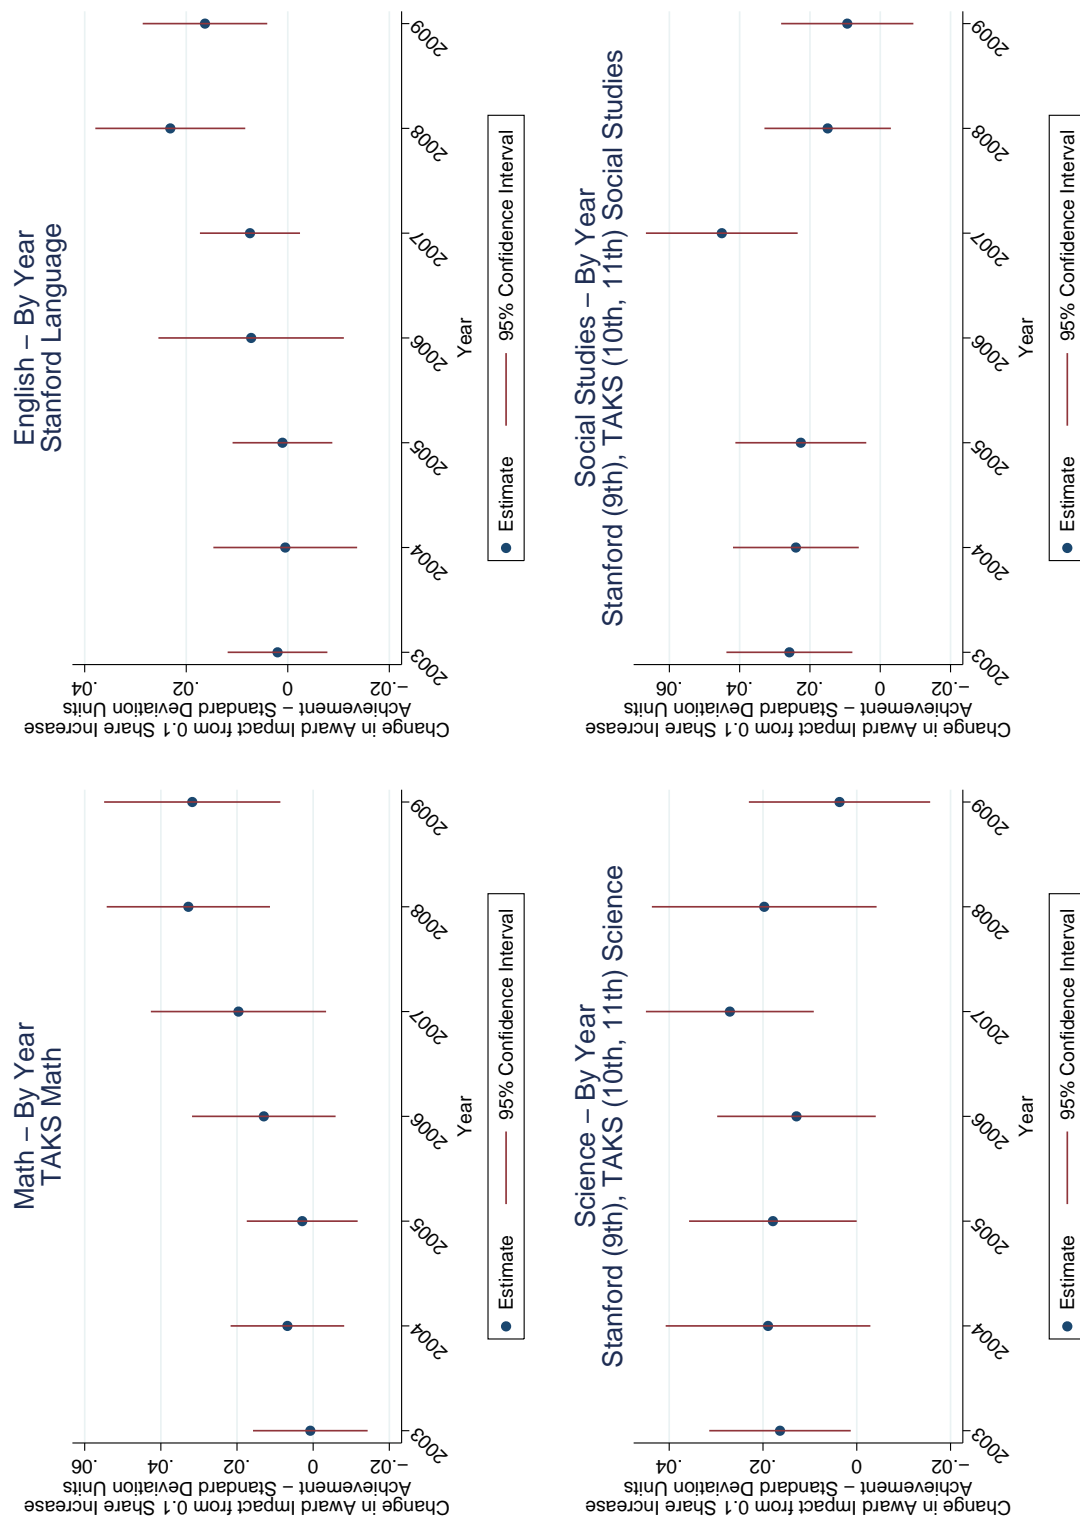 Math – By Year
TAKS Math
Change in Award Impact from 0.1 Share Increase
Achievement – Standard Deviation Units
.06
.04
.02
0
–.02
2003
2004
2005
2006
2007
2008
2009
Year
Estimate
95% Confidence Interval
English – By Year
Stanford Language
Change in Award Impact from 0.1 Share Increase
Achievement – Standard Deviation Units
.04
.02
0
–.02
2003
2004
2005
2006
2007
2008
2009
Year
Estimate
95% Confidence Interval
Science – By Year
Stanford (9th), TAKS (10th, 11th) Science
Change in Award Impact from 0.1 Share Increase
Achievement – Standard Deviation Units
.04
.02
0
–.02
2003
2004
2005
2006
2007
2008
2009
Year
Estimate
95% Confidence Interval
Social Studies – By Year
Stanford (9th), TAKS (10th, 11th) Social Studies
Change in Award Impact from 0.1 Share Increase
Achievement – Standard Deviation Units
.06
.04
.02
0
–.02
2003
2004
2005
2006
2007
2008
2009
Year
Estimate
95% Confidence Interval